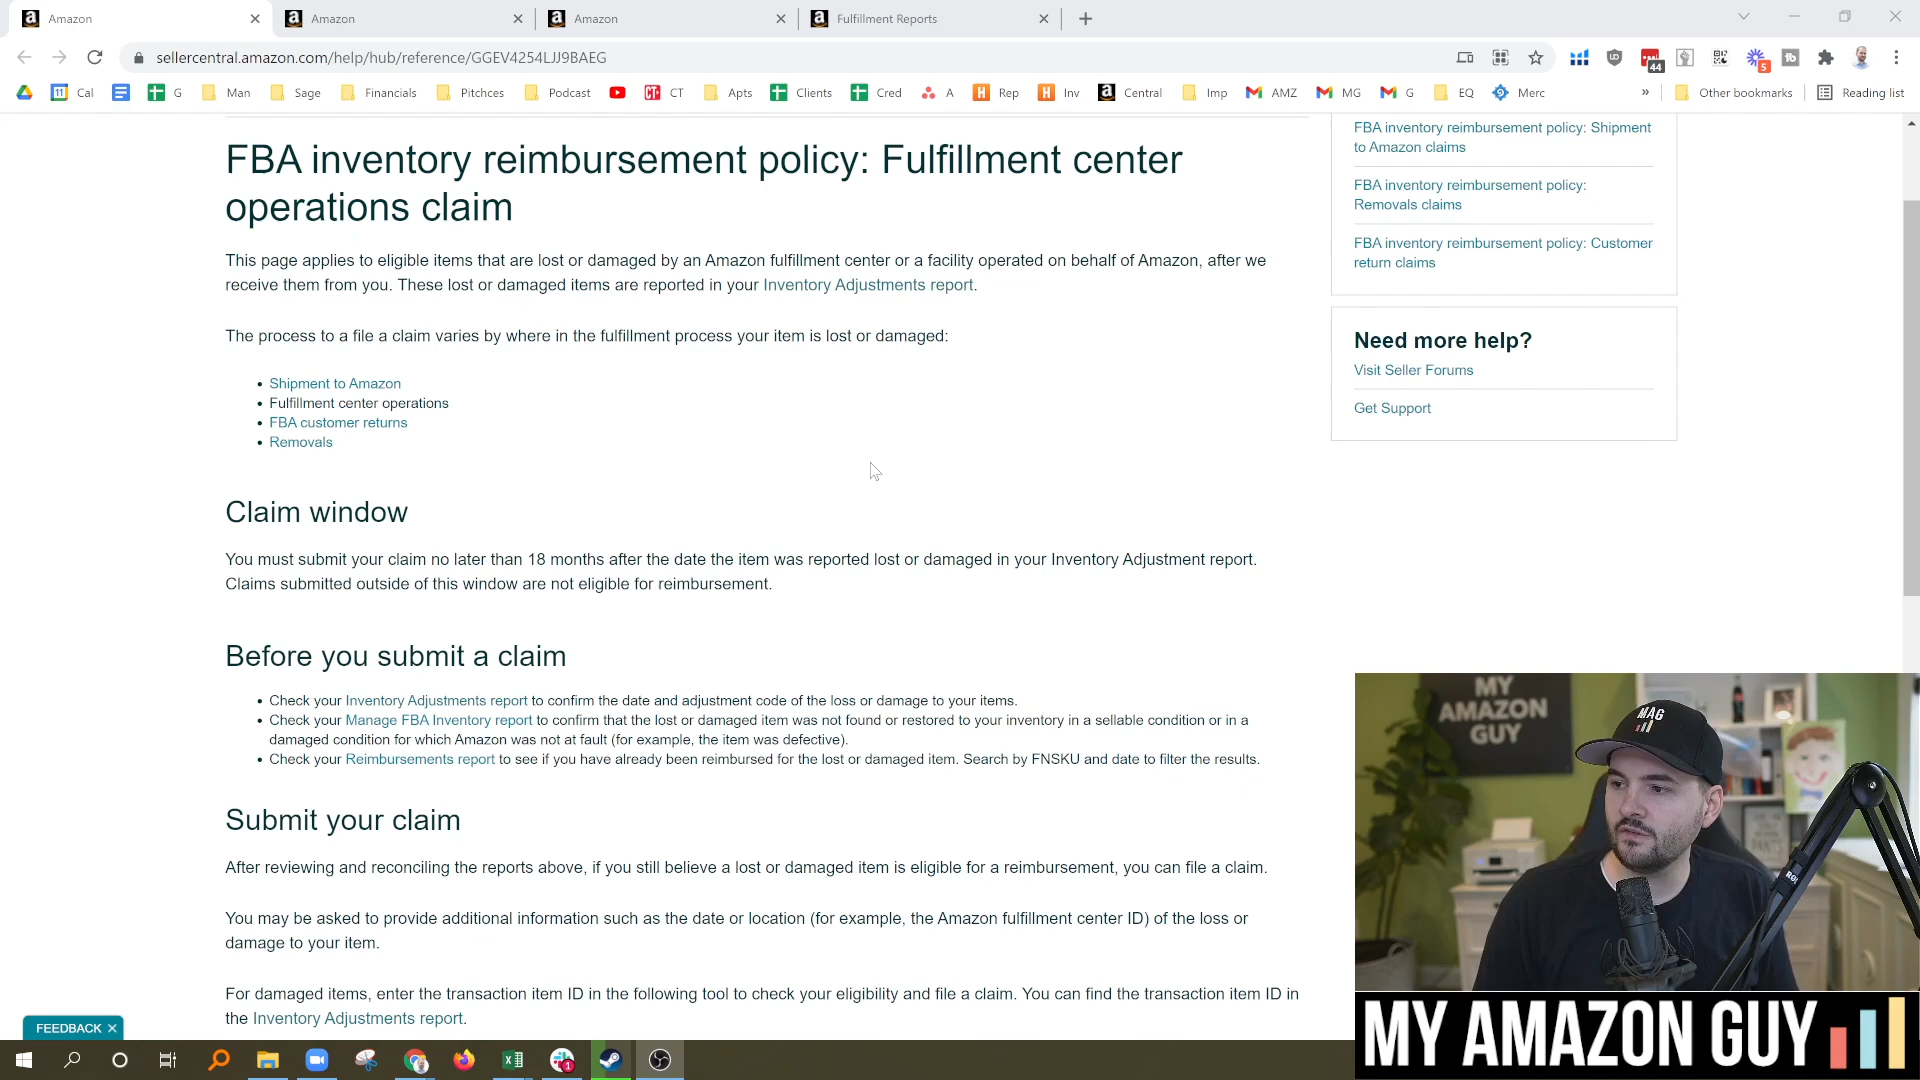 Amazon
Amazon
Amazon
Fulfillment Reports
sellercentral.amazon.com/help/hub/reference/GGEV4254LJJ9BAEG
44
5
11 Cal
G
Man
Sage
Financials
Pitchces
Podcast
CT CT
Apts
Clients
Cred
A
Rep
Inv
Central
Imp
AMZ
MG
G
EQ
Merc
»
Other bookmarks
Reading list
FBA inventory reimbursement policy: Fulfillment center
operations claim
This page applies to eligible items that are lost or damaged by an Amazon fulfillment center or a facility operated on behalf of Amazon, after we
receive them from you. These lost or damaged items are reported in your Inventory Adjustments report.
The process to a file a claim varies by where in the fulfillment process your item is lost or damaged:
• Shipment to Amazon
• Fulfillment center operations
• FBA customer returns
• Removals
Claim window
You must submit your claim no later than 18 months after the date the item was reported lost or damaged in your Inventory Adjustment report.
Claims submitted outside of this window are not eligible for reimbursement.
Before you submit a claim
• Check your Inventory Adjustments report to confirm the date and adjustment code of the loss or damage to your items.
• Check your Manage FBA Inventory report to confirm that the lost or damaged item was not found or restored to your inventory in a sellable condition or in a
damaged condition for which Amazon was not at fault (for example, the item was defective).
• Check your Reimbursements report to see if you have already been reimbursed for the lost or damaged item. Search by FNSKU and date to filter the results.
Submit your claim
After reviewing and reconciling the reports above, if you still believe a lost or damaged item is eligible for a reimbursement, you can file a claim.
You may be asked to provide additional information such as the date or location (for example, the Amazon fulfillment center ID) of the loss or
damage to your item.
For damaged items, enter the transaction item ID in the following tool to check your eligibility and file a claim. You can find the transaction item ID in
the Inventory Adjustments report.
FBA inventory reimbursement policy: Shipment
to Amazon claims
FBA inventory reimbursement policy:
Removals claims
FBA inventory reimbursement policy: Customer
return claims
Need more help?
Visit Seller Forums
Get Support
MY
AMAZON
GUY
MAG
RØDE
FEEDBACK ×
MY AMAZON GUY
1